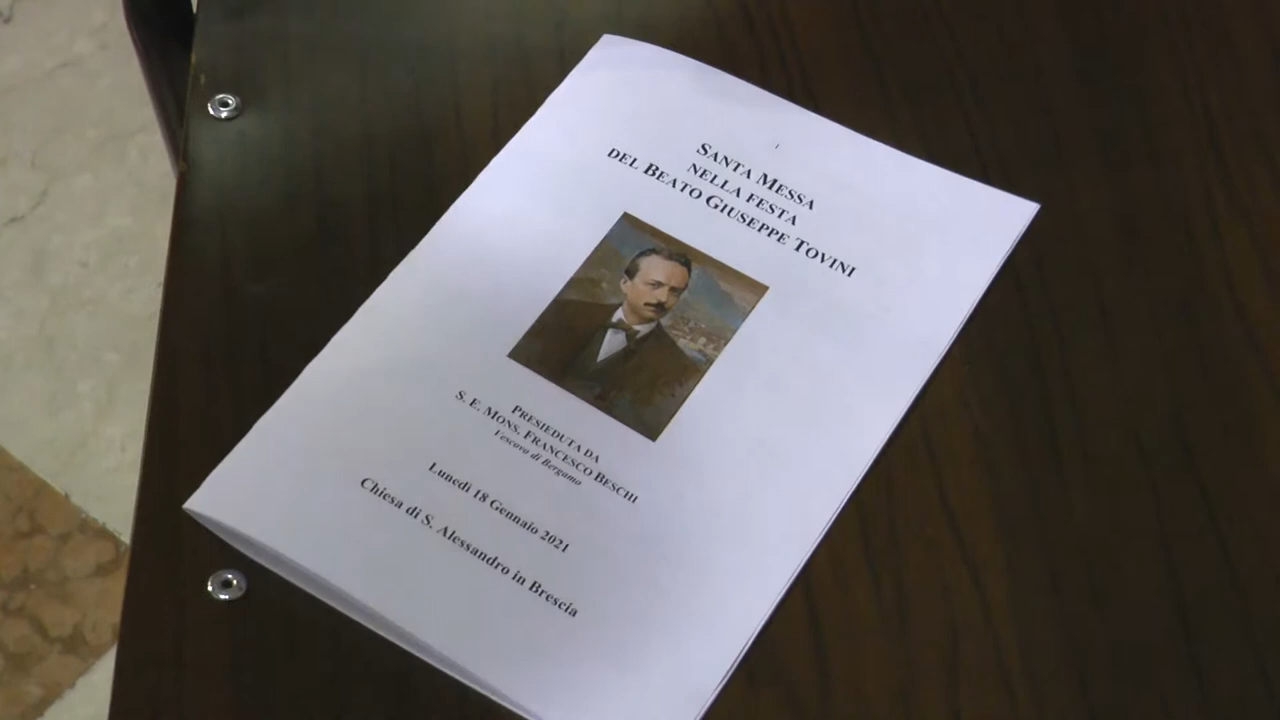 SANTA MESSA
NELLA FESTA
DEL BEATO GIUSEPPE TOVINI
PRESIEDUTA DA
S. E. MONS. FRANCESCO BESCHI
Vescovo di Bergamo
Lunedì 18 Gennaio 2021
Chiesa di S. Alessandro in Brescia